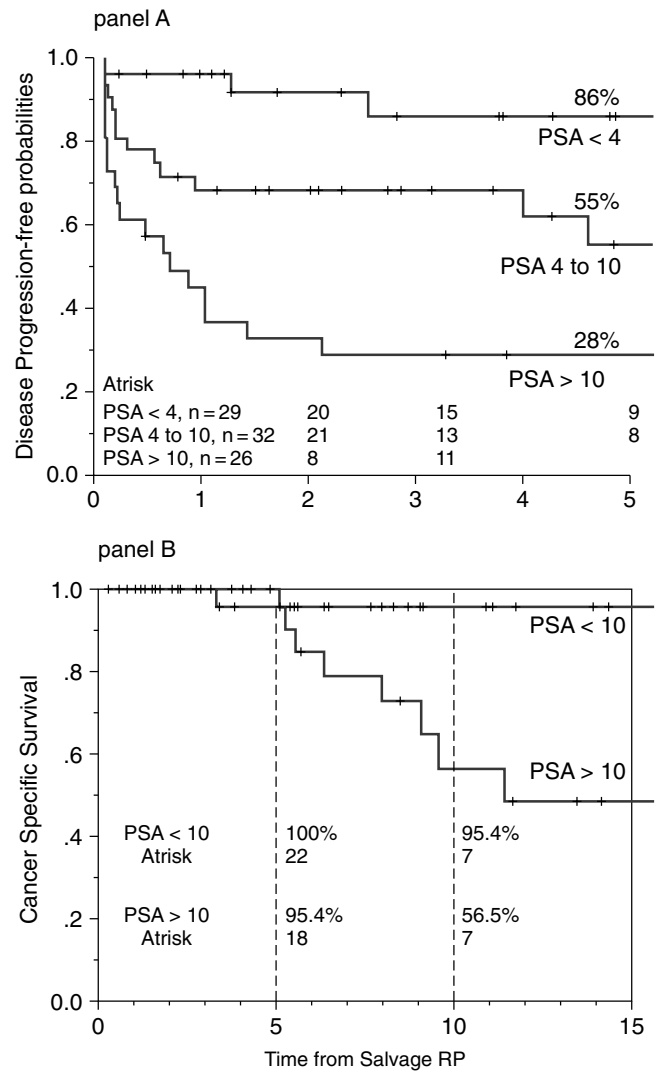 panel A
Disease Progression-free probabilities
1.0
.8
.6
.4
.2
0.0
86%
PSA < 4
55%
PSA 4 to 10
28%
PSA > 10
Atrisk
PSA < 4, n = 29 20 15 9
PSA 4 to 10, n = 32 21 13 8
PSA > 10, n = 26 8 11
0 1 2 3 4 5
panel B
Cancer Specific Survival
1.0
.8
.6
.4
.2
0.0
PSA < 10
PSA > 10
PSA < 10 100% 95.4%
Atrisk 22 7
PSA > 10 95.4% 56.5%
Atrisk 18 7
0 5 10 15
Time from Salvage RP